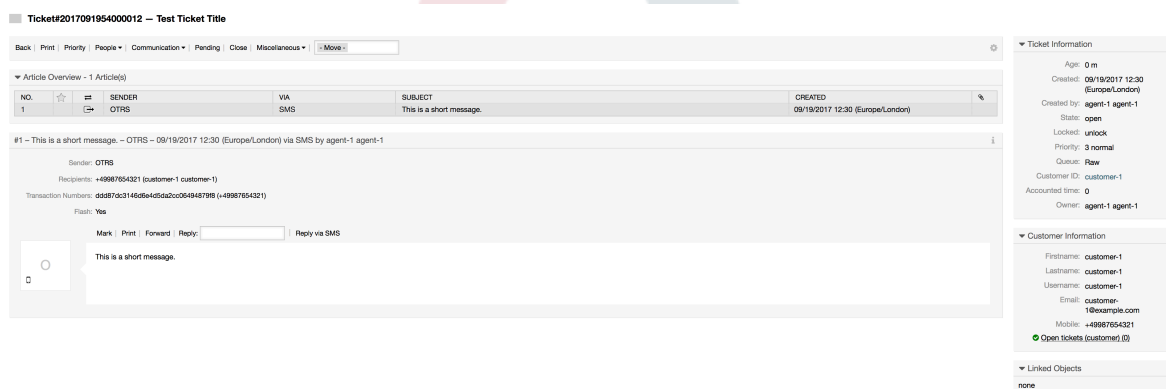 Ticket#2017091954000012 — Test Ticket Title
Back | Print | Priority | People ▾ | Communication ▾ | Pending | Close | Miscellaneous ▾ | - Move -
Article Overview - 1 Article(s)
NO. SENDER VIA SUBJECT CREATED
1 OTRS SMS This is a short message. 09/19/2017 12:30 (Europe/London)
#1 – This is a short message. – OTRS – 09/19/2017 12:30 (Europe/London) via SMS by agent-1 agent-1
Sender: OTRS
Recipients: +49987654321 (customer-1 customer-1)
Transaction Numbers: ddd87dc3146d6e4d5da2cc06494879f8 (+49987654321)
Flash: Yes
Mark | Print | Forward | Reply: | Reply via SMS
O
This is a short message.
Ticket Information
Age: 0 m
Created: 09/19/2017 12:30
(Europe/London)
Created by: agent-1 agent-1
State: open
Locked: unlock
Priority: 3 normal
Queue: Raw
Customer ID: customer-1
Accounted time: 0
Owner: agent-1 agent-1
Customer Information
Firstname: customer-1
Lastname: customer-1
Username: customer-1
Email: customer-
1@example.com
Mobile: +49987654321
Open tickets (customer) (0)
Linked Objects
none